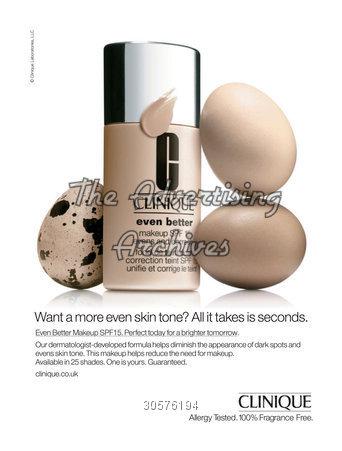 © Clinique Laboratories, LLC
CLINIQUE
even better
makeup SPF
evens and
correction teint SPF
unifie et corrige le teint
The Advertising
Archives
Want a more even skin tone? All it takes is seconds.
Even Better Makeup SPF15. Perfect today for a brighter tomorrow.
Our dermatologist-developed formula helps diminish the appearance of dark spots and
evens skin tone. This makeup helps reduce the need for makeup.
Available in 25 shades. One is yours. Guaranteed.
clinique.co.uk
30576194
CLINIQUE
Allergy Tested. 100% Fragrance Free.